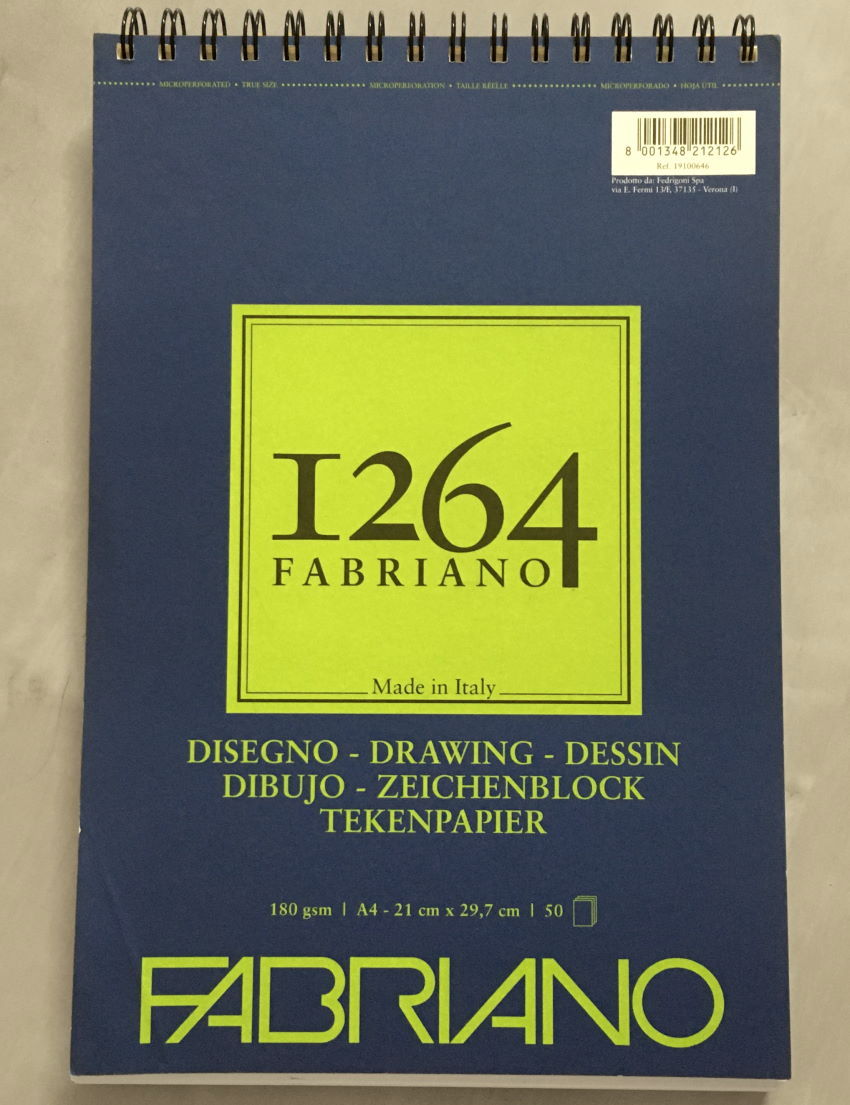 MICROPERFORATED • TRUE SIZE
MICROPERFORATION • TAILLE RÉELLE
MICROPERFORADO • HOJA ÚTIL
8 001348 212126
Ref. 19100646
Prodotto da: Fedrigoni Spa
via E. Fermi 13/F, 37135 - Verona (I)
1264
FABRIANO
Made in Italy
DISEGNO - DRAWING - DESSIN
DIBUJO - ZEICHENBLOCK
TEKENPAPIER
180 gsm | A4 - 21 cm x 29,7 cm | 50
FABRIANO